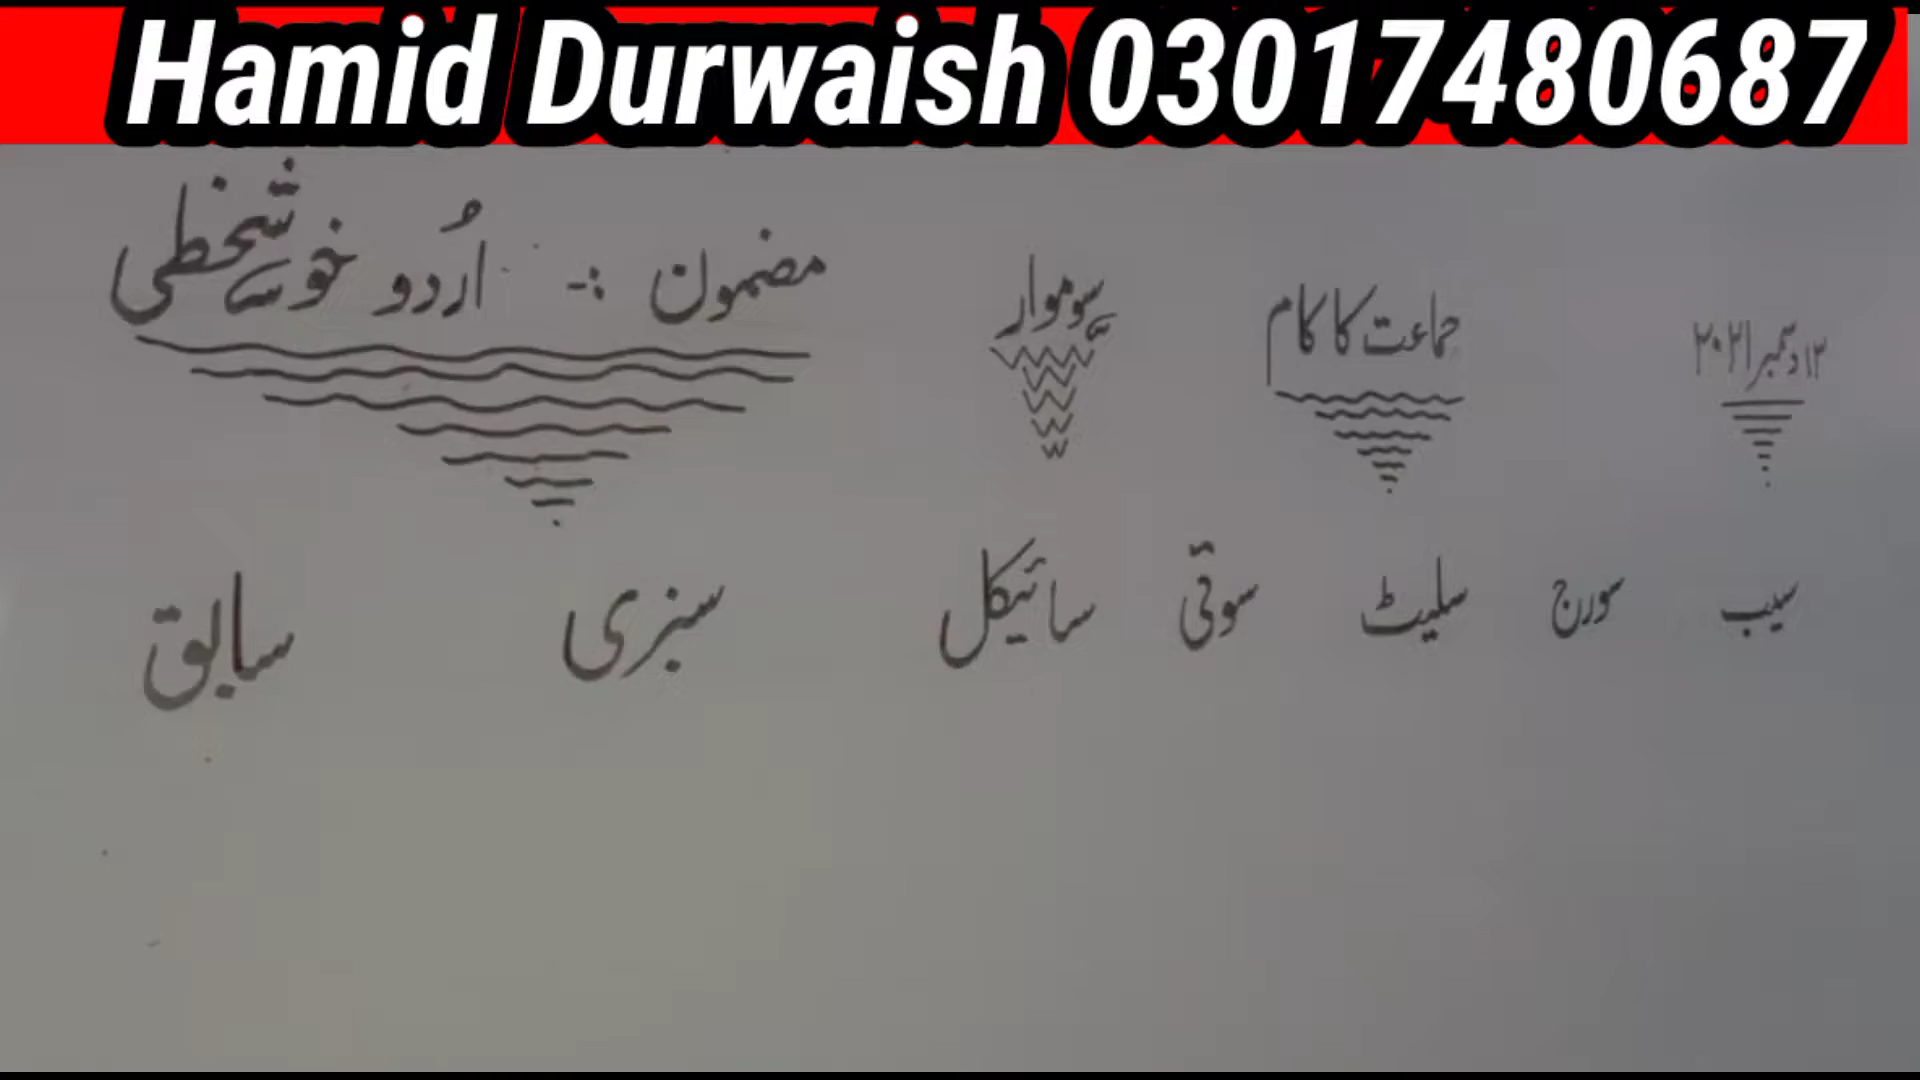 Hamid Durwaish 03017480687
۱۳ دسمبر ۲۰۲۱ جماعت کا کام سوموار مضمون :- اُردو خوشخطی
سیب سورج سلیٹ سوتی سائیکل سبزی سابق